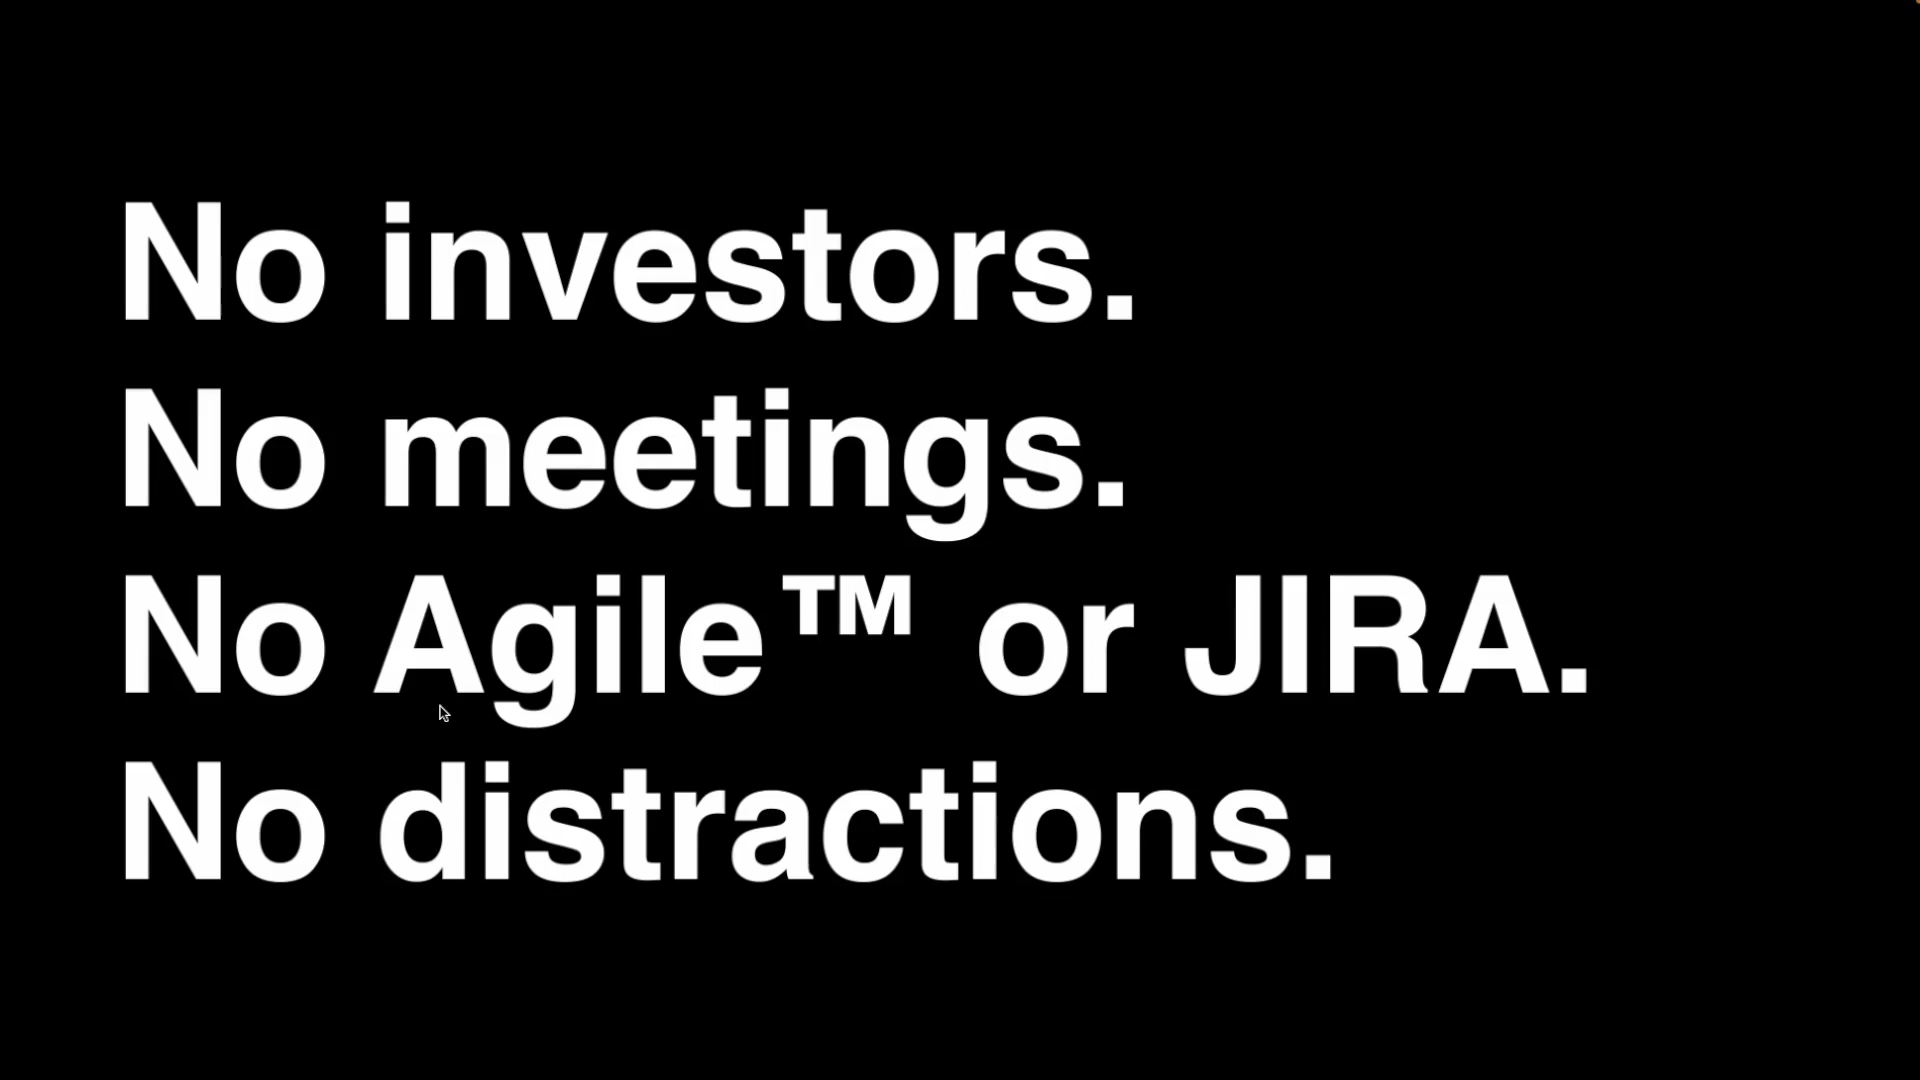 No investors.
No meetings.
No Agile™ or JIRA.
No distractions.